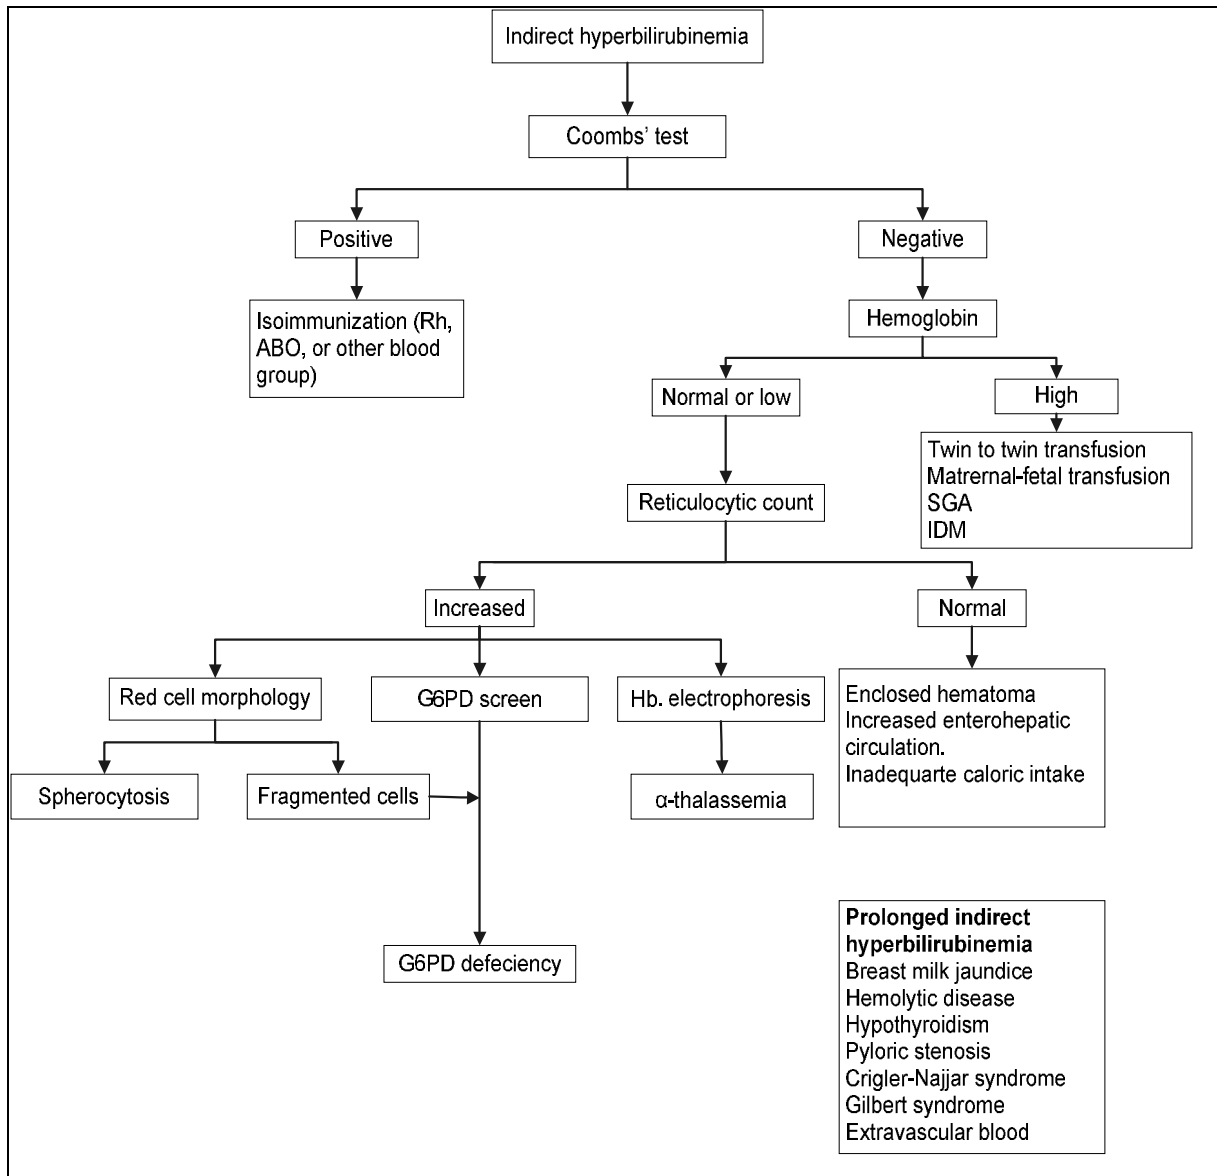 Indirect hyperbilirubinemia
Coombs’ test
Positive
Negative
Isoimmunization (Rh,
ABO, or other blood
group)
Hemoglobin
Normal or low
High
Twin to twin transfusion
Matrernal-fetal transfusion
SGA
IDM
Reticulocytic count
Increased
Normal
Red cell morphology
G6PD screen
Hb. electrophoresis
Enclosed hematoma
Increased enterohepatic
circulation.
Inadequarte caloric intake
Spherocytosis
Fragmented cells
α-thalassemia
G6PD defeciency
Prolonged indirect
hyperbilirubinemia
Breast milk jaundice
Hemolytic disease
Hypothyroidism
Pyloric stenosis
Crigler-Najjar syndrome
Gilbert syndrome
Extravascular blood